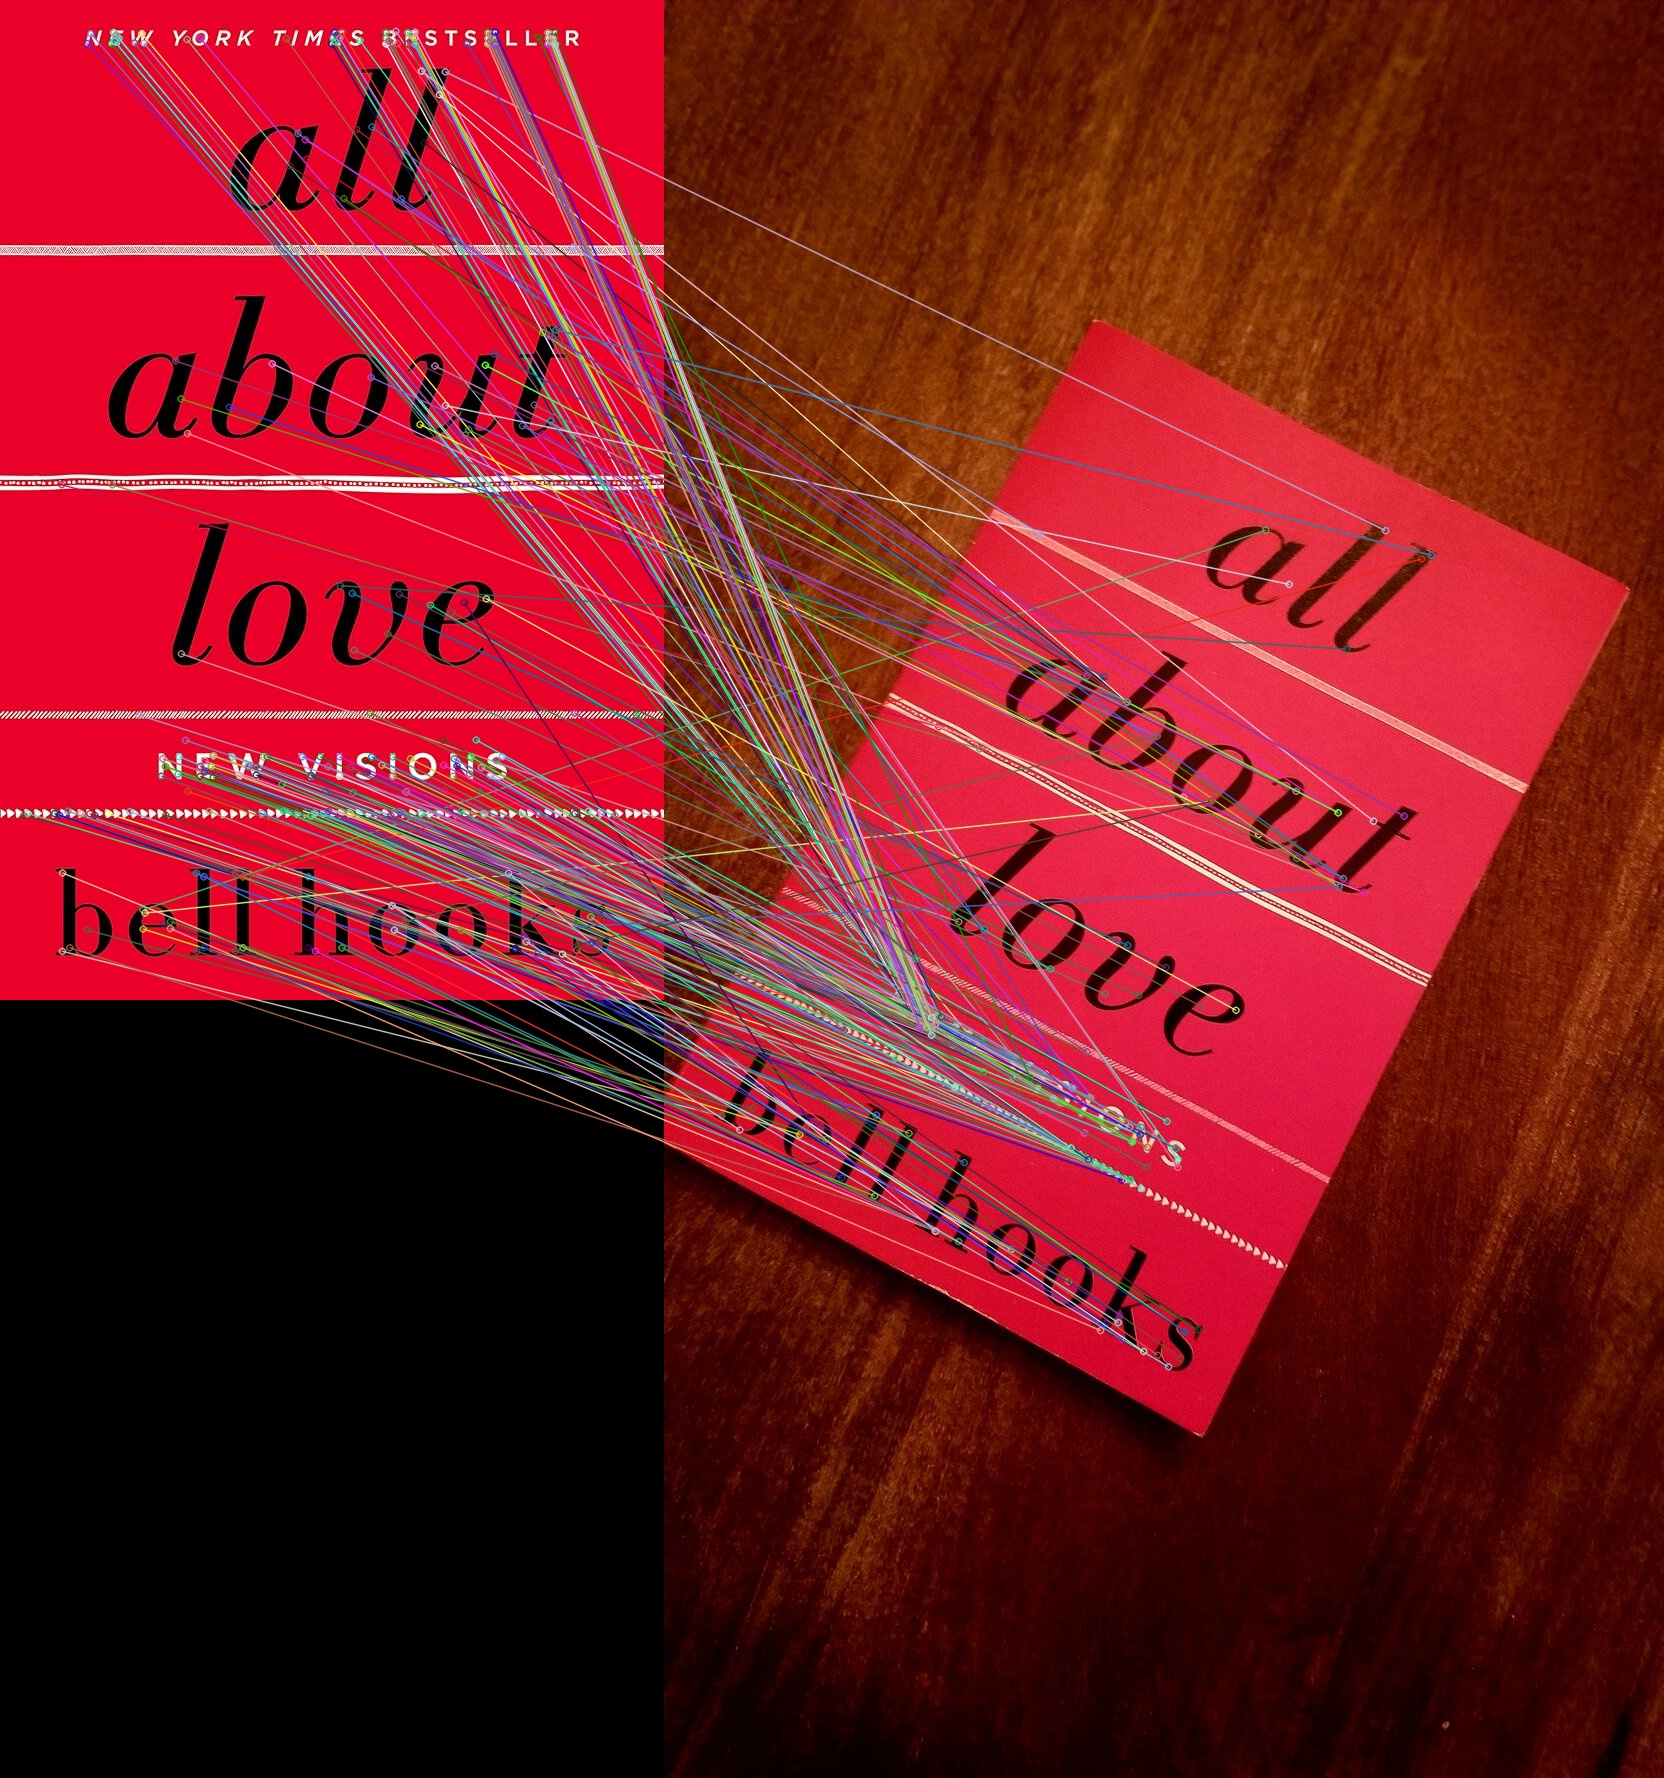 NEW YORK TIMES BESTSELLER
all
about
love
NEW VISIONS
bell hooks
all
about
love
bell hooks